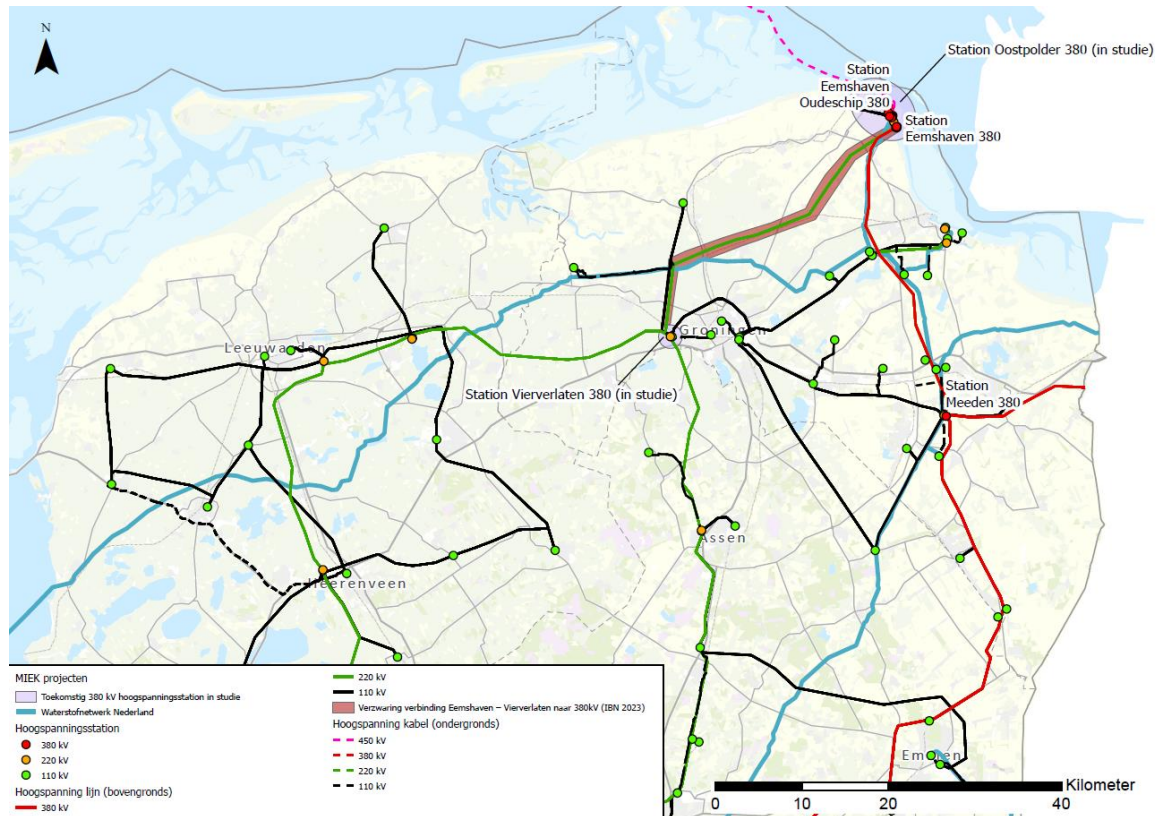 N
Station Oostpolder 380 (in studie)
Station
Eemshaven
Oudeschip 380
Station
Eemshaven 380
Leeuwarden
Groningen
Station Vierverlaten 380 (in studie)
Station
Meeden 380
Assen
Heerenveen
Emmen
MIEK projecten
Toekomstig 380 kV hoogspanningsstation in studie
Waterstofnetwerk Nederland
Hoogspanningsstation
380 kV
220 kV
110 kV
Hoogspanning lijn (bovengronds)
380 kV
220 kV
110 kV
Verzwaring verbinding Eemshaven – Vierverlaten naar 380kV (IBN 2023)
Hoogspanning kabel (ondergronds)
450 kV
380 kV
220 kV
110 kV
Kilometer
0 10 20 40